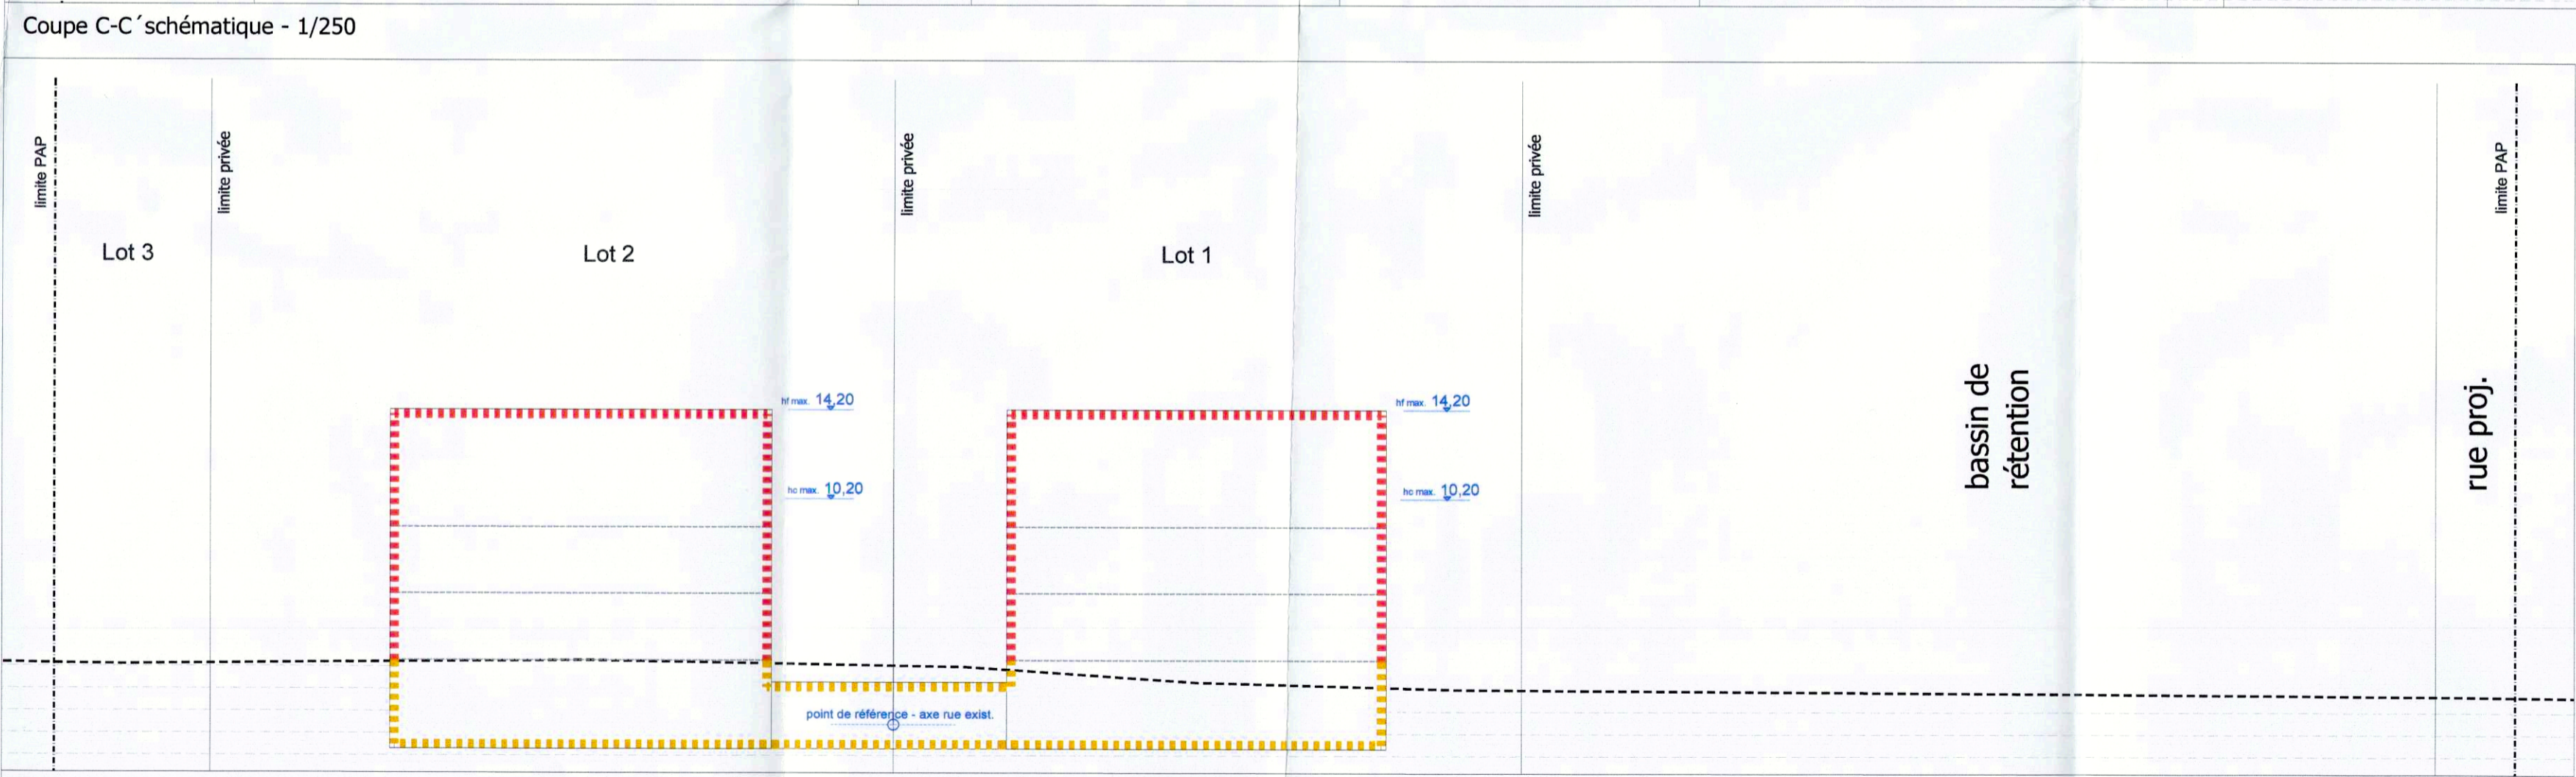 Coupe C-C´schématique - 1/250
limite PAP
limite privée
limite privée
limite privée
limite PAP
Lot 3
Lot 2
Lot 1
hf max. 14,20
hc max. 10,20
hf max. 14,20
hc max. 10,20
bassin de
rétention
rue proj.
point de référence - axe rue exist.